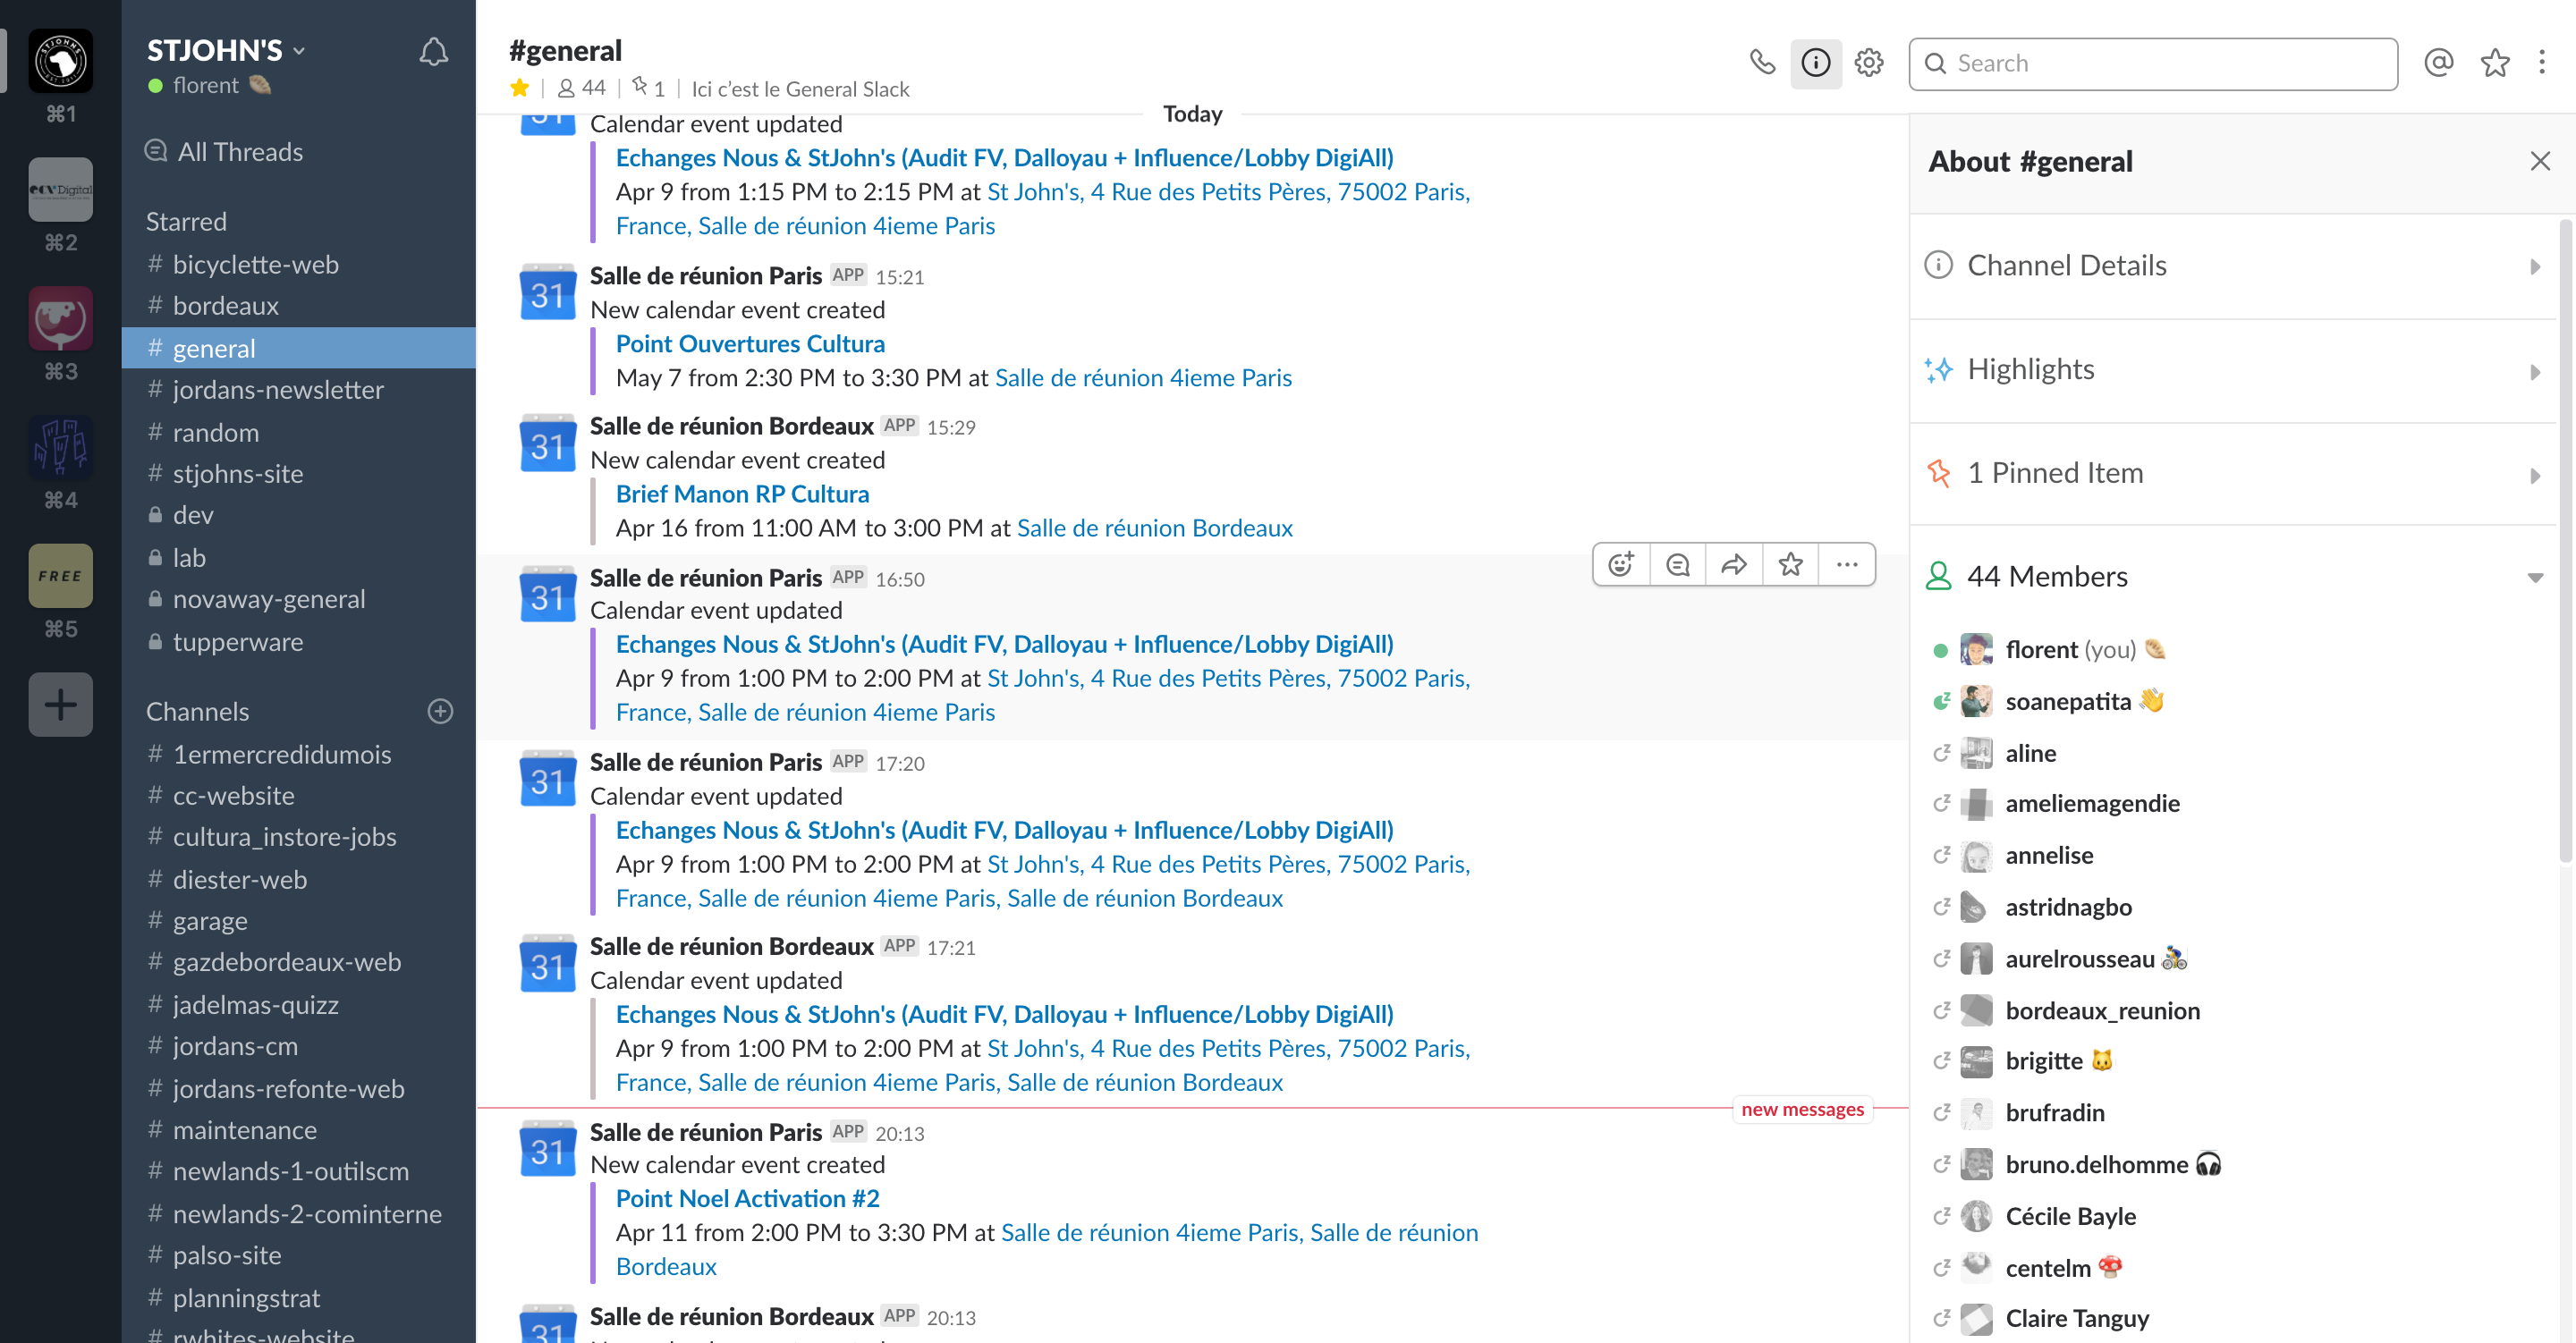 STJOHN'S
florent
⌘1
⌘2
⌘3
⌘4
FREE
⌘5
All Threads
Starred
# bicyclette-web
# bordeaux
# general
# jordans-newsletter
# random
# stjohns-site
dev
lab
novaway-general
tupperware
Channels
# 1ermercredidumois
# cc-website
# cultura_instore-jobs
# diester-web
# garage
# gazdebordeaux-web
# jadelmas-quizz
# jordans-cm
# jordans-refonte-web
# maintenance
# newlands-1-outilscm
# newlands-2-cominterne
# palso-site
# planningstrat
# rwhites-website
#general
44 | 1 | Ici c'est le General Slack
Search
Today
Calendar event updated
Echanges Nous & StJohn's (Audit FV, Dalloyau + Influence/Lobby DigiAll)
Apr 9 from 1:15 PM to 2:15 PM at St John's, 4 Rue des Petits Pères, 75002 Paris,
France, Salle de réunion 4ieme Paris
31 Salle de réunion Paris APP 15:21
New calendar event created
Point Ouvertures Cultura
May 7 from 2:30 PM to 3:30 PM at Salle de réunion 4ieme Paris
31 Salle de réunion Bordeaux APP 15:29
New calendar event created
Brief Manon RP Cultura
Apr 16 from 11:00 AM to 3:00 PM at Salle de réunion Bordeaux
31 Salle de réunion Paris APP 16:50
Calendar event updated
Echanges Nous & StJohn's (Audit FV, Dalloyau + Influence/Lobby DigiAll)
Apr 9 from 1:00 PM to 2:00 PM at St John's, 4 Rue des Petits Pères, 75002 Paris,
France, Salle de réunion 4ieme Paris
31 Salle de réunion Paris APP 17:20
Calendar event updated
Echanges Nous & StJohn's (Audit FV, Dalloyau + Influence/Lobby DigiAll)
Apr 9 from 1:00 PM to 2:00 PM at St John's, 4 Rue des Petits Pères, 75002 Paris,
France, Salle de réunion 4ieme Paris, Salle de réunion Bordeaux
31 Salle de réunion Bordeaux APP 17:21
Calendar event updated
Echanges Nous & StJohn's (Audit FV, Dalloyau + Influence/Lobby DigiAll)
Apr 9 from 1:00 PM to 2:00 PM at St John's, 4 Rue des Petits Pères, 75002 Paris,
France, Salle de réunion 4ieme Paris, Salle de réunion Bordeaux
new messages
31 Salle de réunion Paris APP 20:13
New calendar event created
Point Noel Activation #2
Apr 11 from 2:00 PM to 3:30 PM at Salle de réunion 4ieme Paris, Salle de réunion
Bordeaux
31 Salle de réunion Bordeaux APP 20:13
About #general
Channel Details
Highlights
1 Pinned Item
44 Members
florent (you)
soanepatita
aline
ameliemagendie
annelise
astridnagbo
aurelrousseau
bordeaux_reunion
brigitte
brufradin
bruno.delhomme
Cécile Bayle
centelm
Claire Tanguy